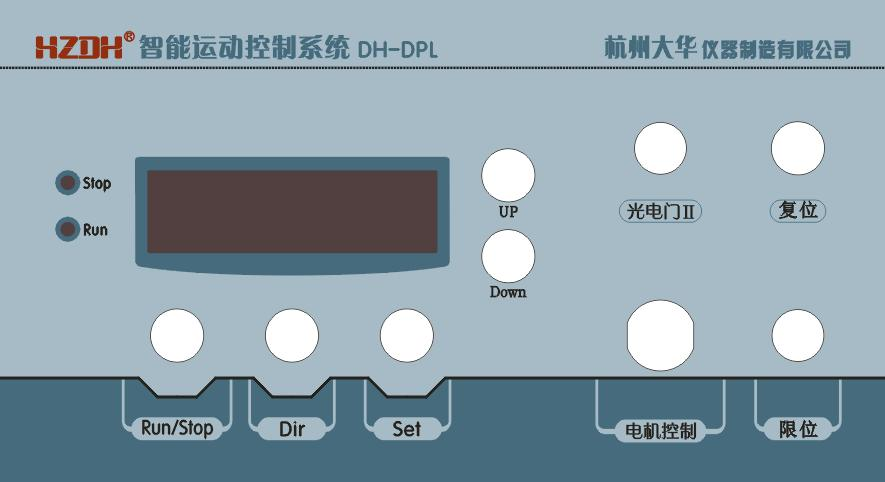 HZDH® 智能运动控制系统 DH-DPL 杭州大华仪器制造有限公司
Stop
Run
UP
Down
光电门II
复位
Run/Stop
Dir
Set
电机控制
限位